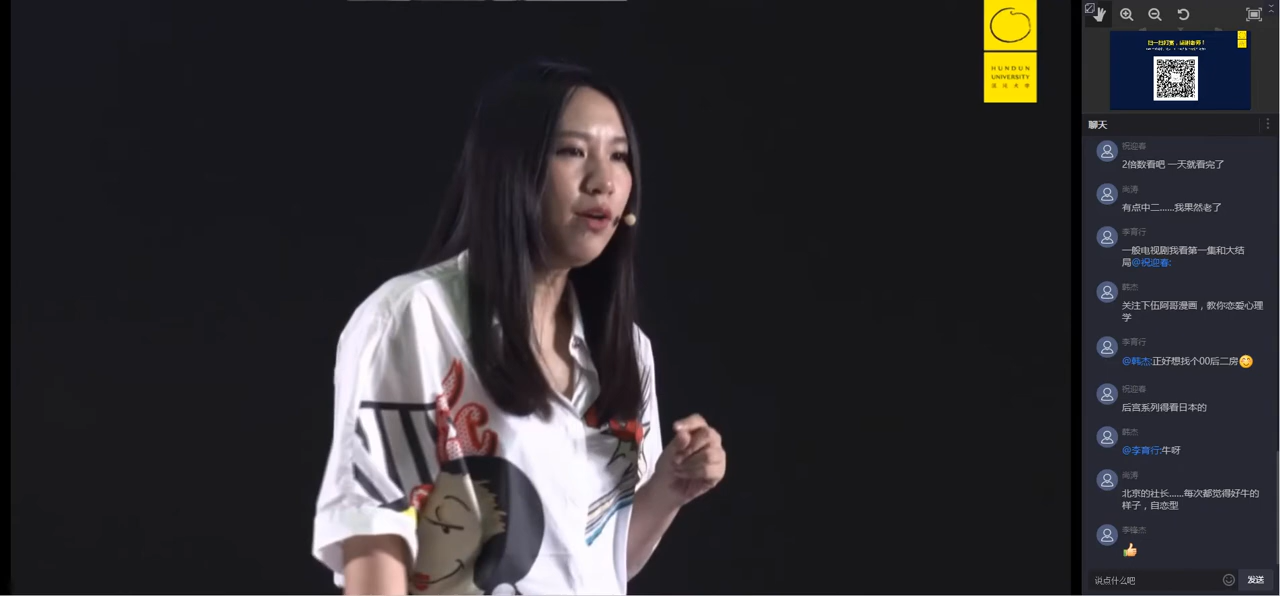 HUNDUN
UNIVERSITY
混沌大学
聊天
祝迎春
2倍数看吧 一天就看完了
尚涛
有点中二......我果然老了
李育行
一般电视剧我看第一集和大结
局@祝迎春:
韩杰
关注下伍阿哥漫画，教你恋爱心理
学
李育行
@韩杰:正好想找个00后二房
祝迎春
后宫系列得看日本的
韩杰
@李育行:牛呀
尚涛
北京的社长......每次都觉得好牛的
样子，自恋型
说点什么吧
发送